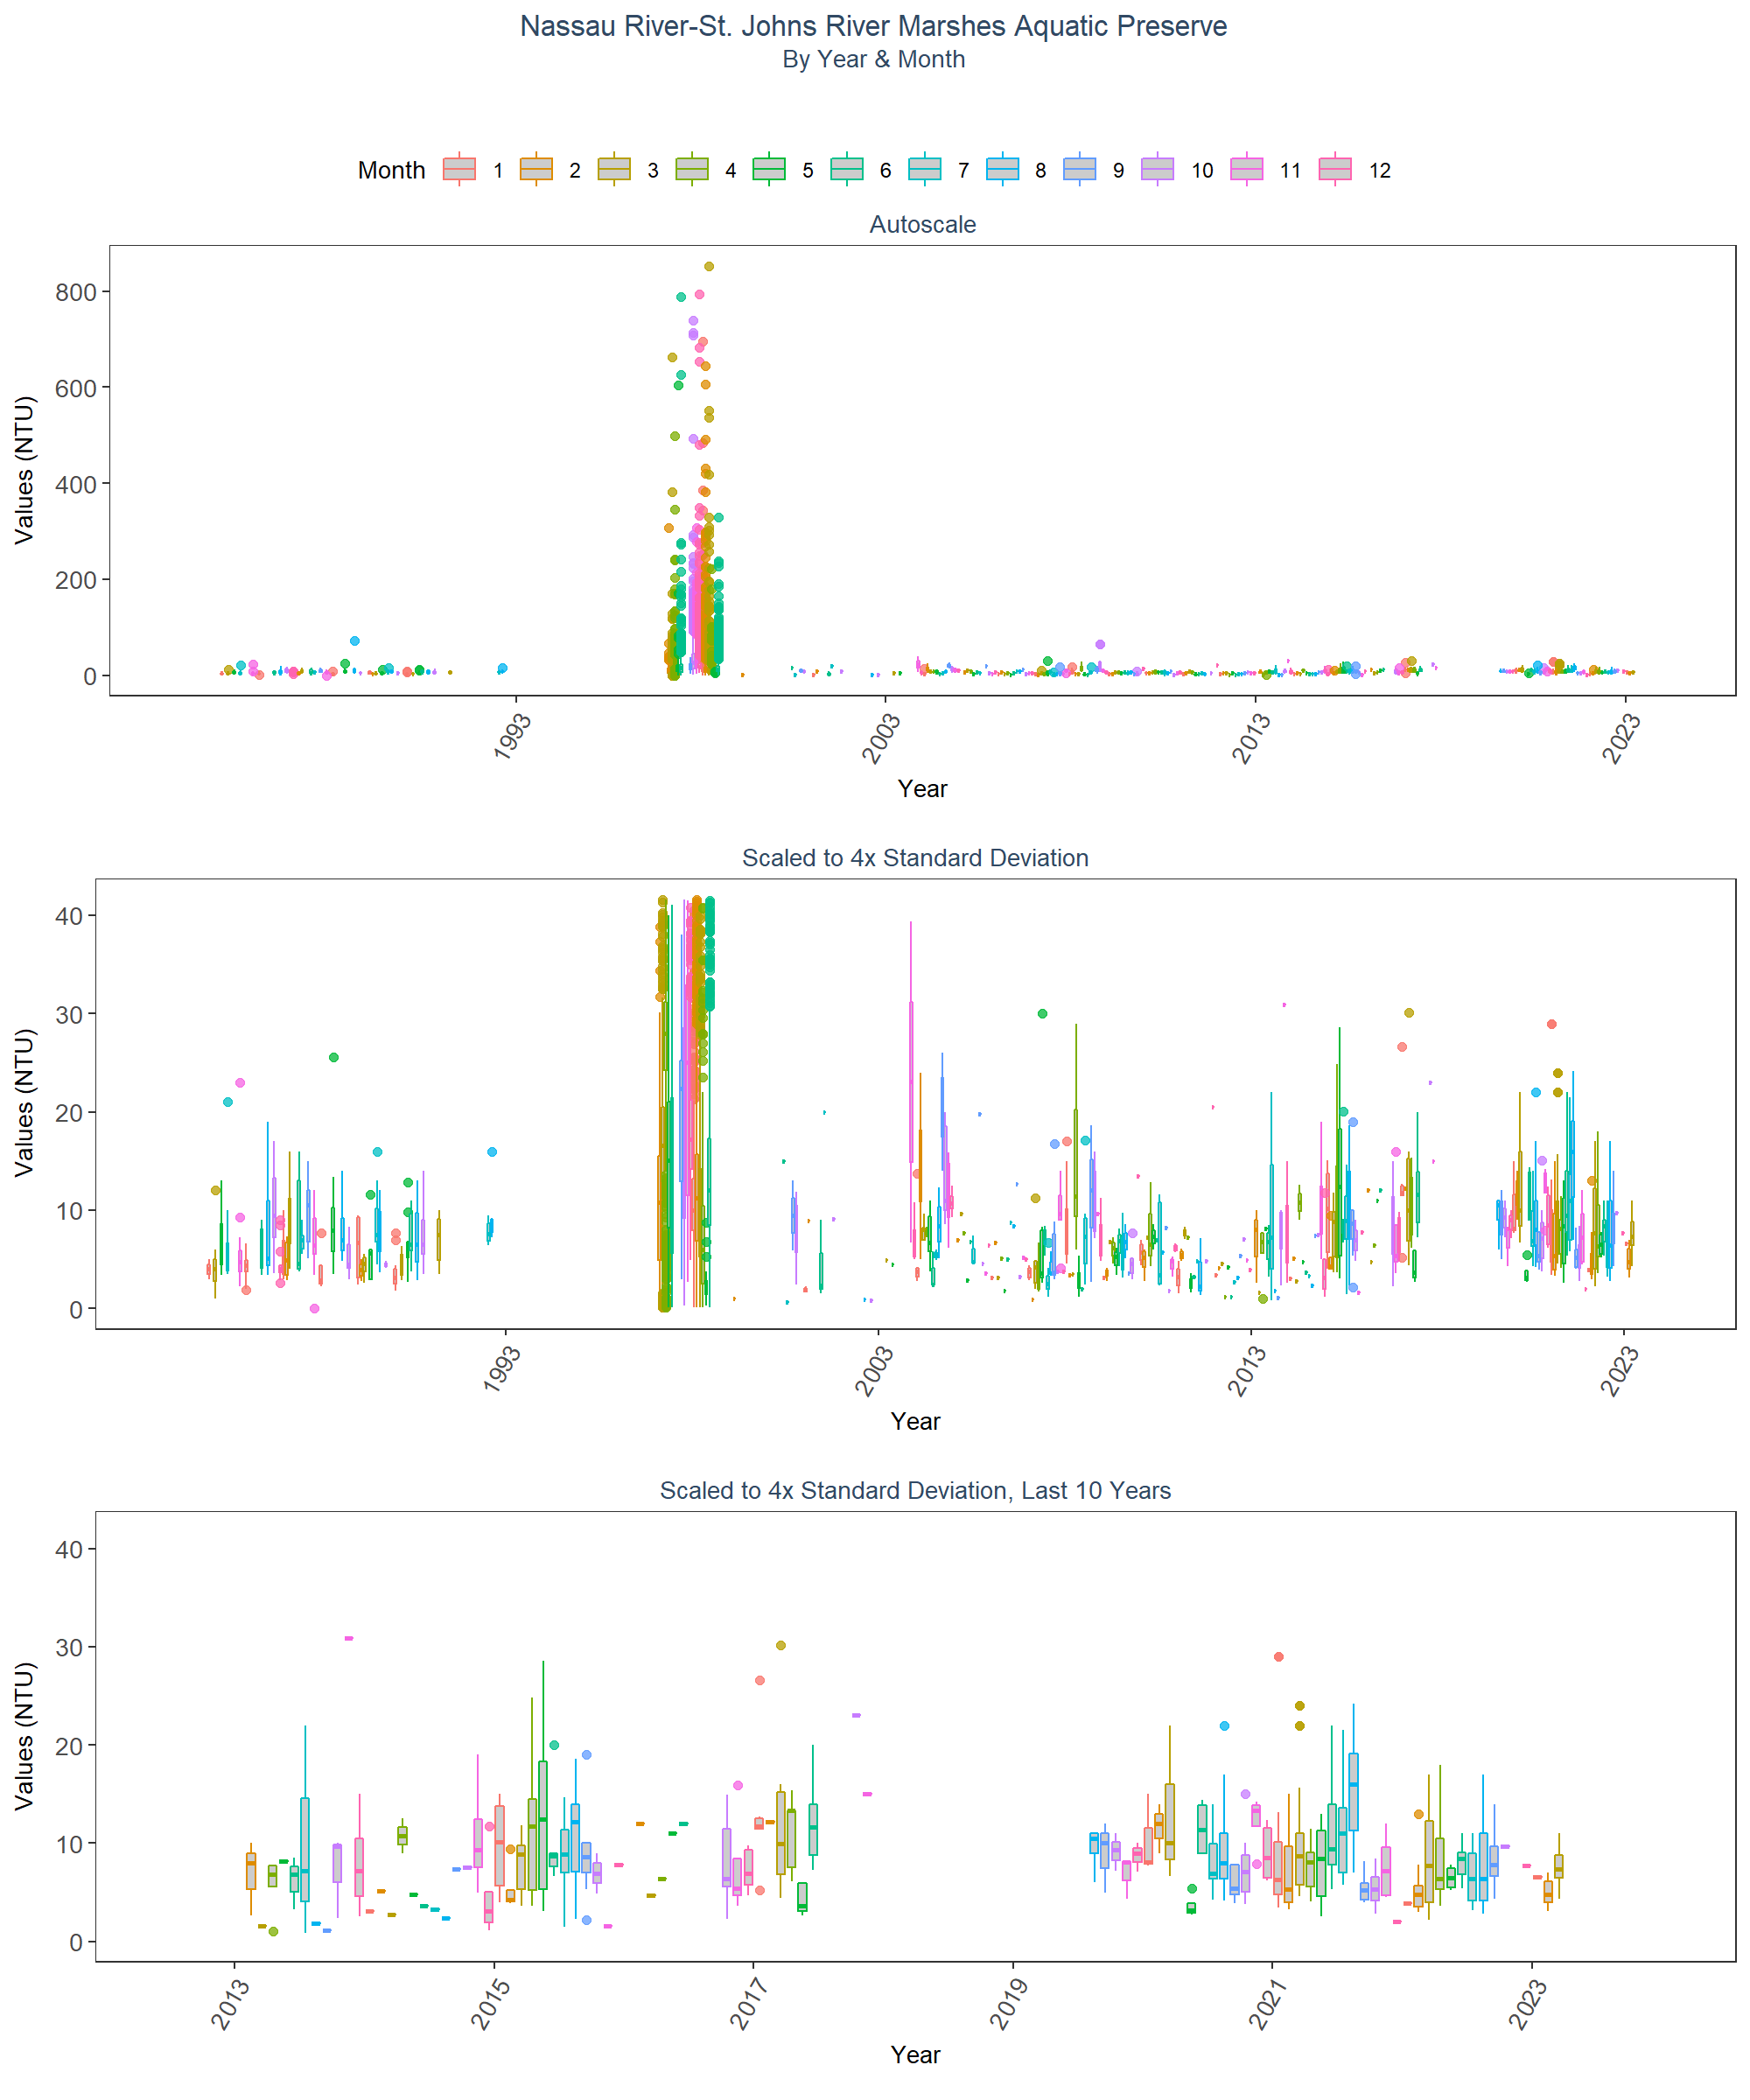 Nassau River-St. Johns River Marshes Aquatic Preserve
By Year & Month
Month 1 2 3 4 5 6 7 8 9 10 11 12
Autoscale
Values (NTU)
800
600
400
200
0
1993 2003 2013 2023
Year
Scaled to 4x Standard Deviation
Values (NTU)
40
30
20
10
0
1993 2003 2013 2023
Year
Scaled to 4x Standard Deviation, Last 10 Years
Values (NTU)
40
30
20
10
0
2013 2015 2017 2019 2021 2023
Year